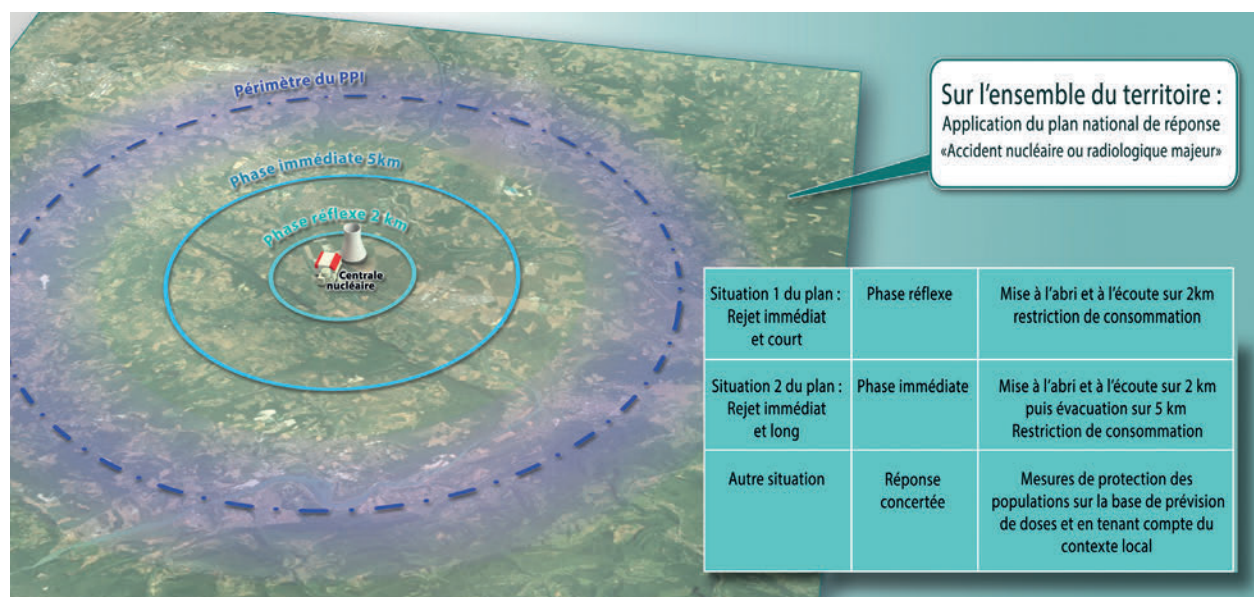 Périmètre du PPI
Phase immédiate 5km
Phase réflexe 2 km
Centrale
nucléaire
Sur l'ensemble du territoire :
Application du plan national de réponse
«Accident nucléaire ou radiologique majeur»
Situation 1 du plan :
Rejet immédiat
et court
Phase réflexe
Mise à l'abri et à l'écoute sur 2km
restriction de consommation
Situation 2 du plan :
Rejet immédiat
et long
Phase immédiate
Mise à l'abri et à l'écoute sur 2 km
puis évacuation sur 5 km
Restriction de consommation
Autre situation
Réponse
concertée
Mesures de protection des
populations sur la base de prévision
de doses et en tenant compte du
contexte local